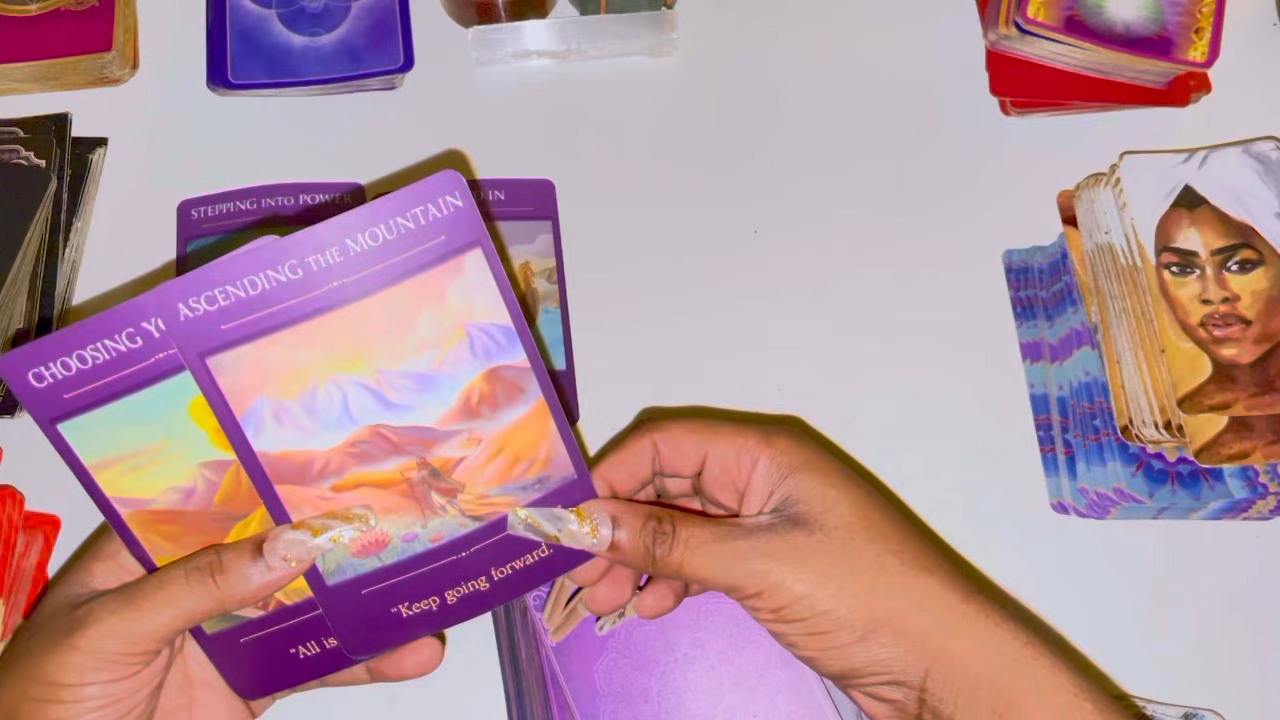 STEPPING INTO POWER
IN
ASCENDING THE MOUNTAIN
CHOOSING
"Keep going forward.
"All is